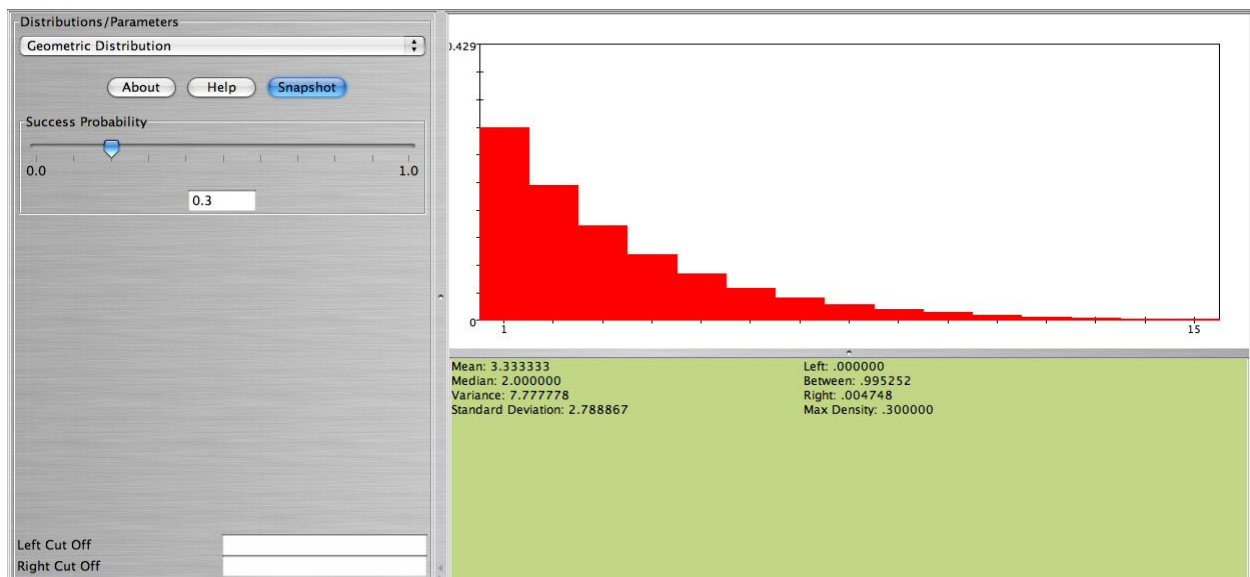 Distributions/Parameters
Geometric Distribution
About Help Snapshot
Success Probability
0.0 1.0
0.3
Left Cut Off
Right Cut Off
0.429
0
1 15
Mean: 3.333333
Median: 2.000000
Variance: 7.777778
Standard Deviation: 2.788867
Left: .000000
Between: .995252
Right: .004748
Max Density: .300000